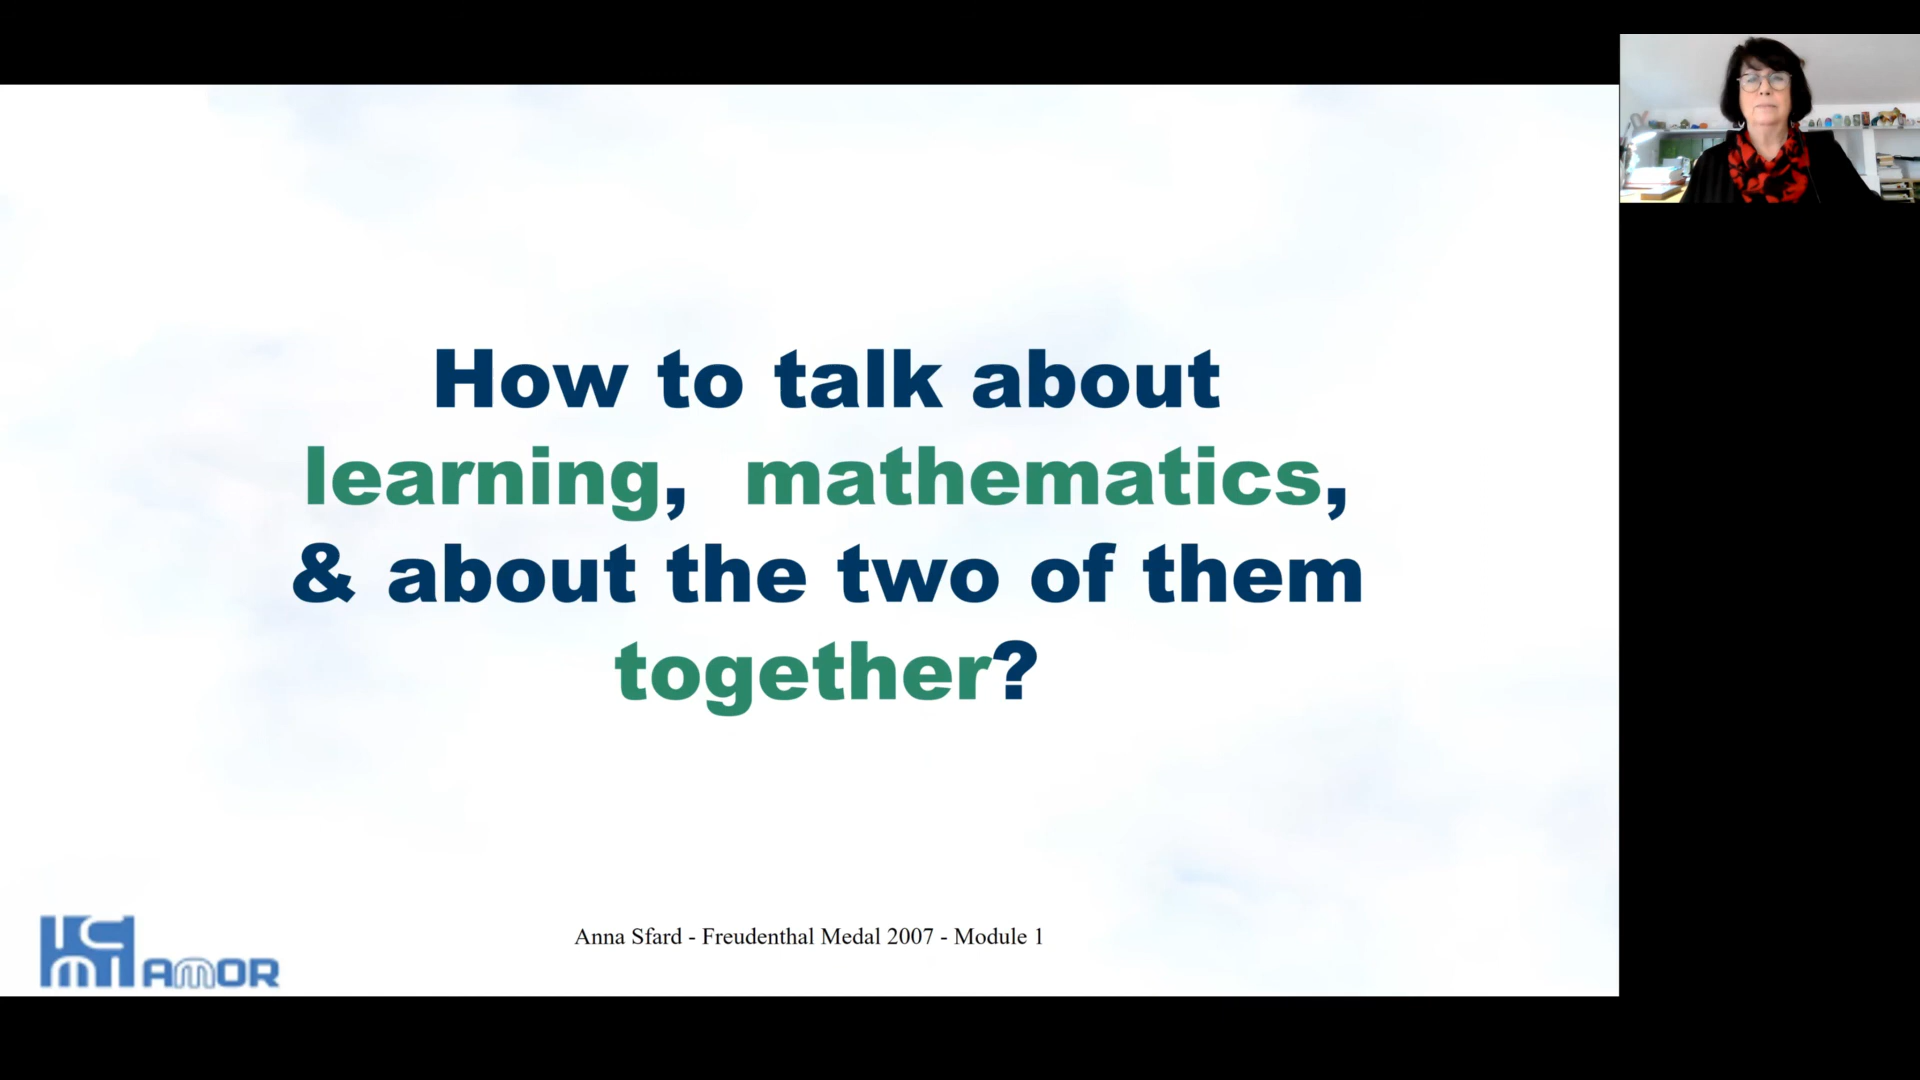 How to talk about
learning, mathematics,
& about the two of them
together?
Anna Sfard - Freudenthal Medal 2007 - Module 1
ICMI AMOR